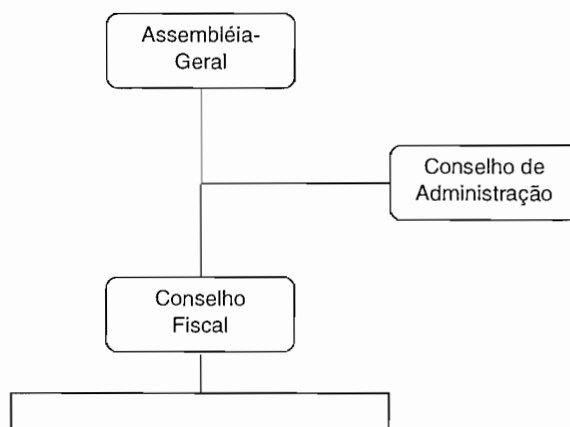 Assembléia-
Geral
Conselho de
Administração
Conselho
Fiscal